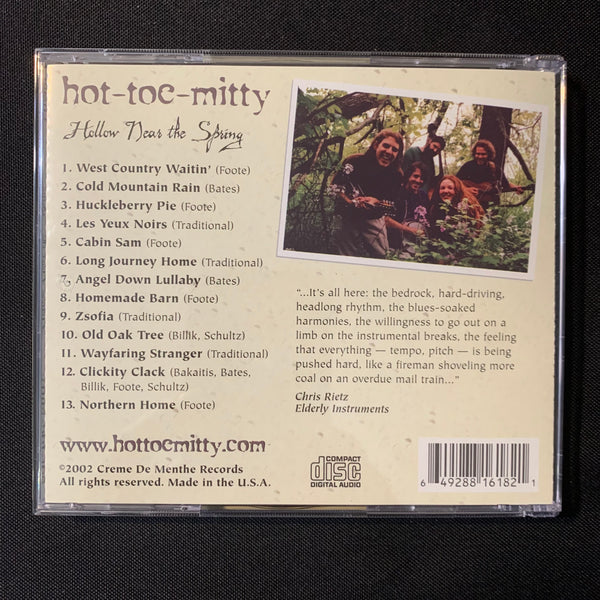 hot-toc-mitty
Hollow Near the Spring
1. West Country Waitin' (Foote)
2. Cold Mountain Rain (Bates)
3. Huckleberry Pie (Foote)
4. Les Yeux Noirs (Traditional)
5. Cabin Sam (Foote)
6. Long Journey Home (Traditional)
7. Angel Down Lullaby (Bates)
8. Homemade Barn (Foote)
9. Zsofia (Traditional)
10. Old Oak Tree (Billik, Schultz)
11. Wayfaring Stranger (Traditional)
12. Clickity Clack (Bakaitis, Bates,
Billik, Foote, Schultz)
13. Northern Home (Foote)
www.hottocmitty.com
©2002 Creme De Menthe Records
All rights reserved. Made in the U.S.A.
"...It's all here: the bedrock, hard-driving,
headlong rhythm, the blues-soaked
harmonies, the willingness to go out on a
limb on the instrumental breaks, the feeling
that everything — tempo, pitch — is being
pushed hard, like a fireman shoveling more
coal on an overdue mail train..."
Chris Rietz
Elderly Instruments
COMPACT
disc
DIGITAL AUDIO
6 49288 16182 1